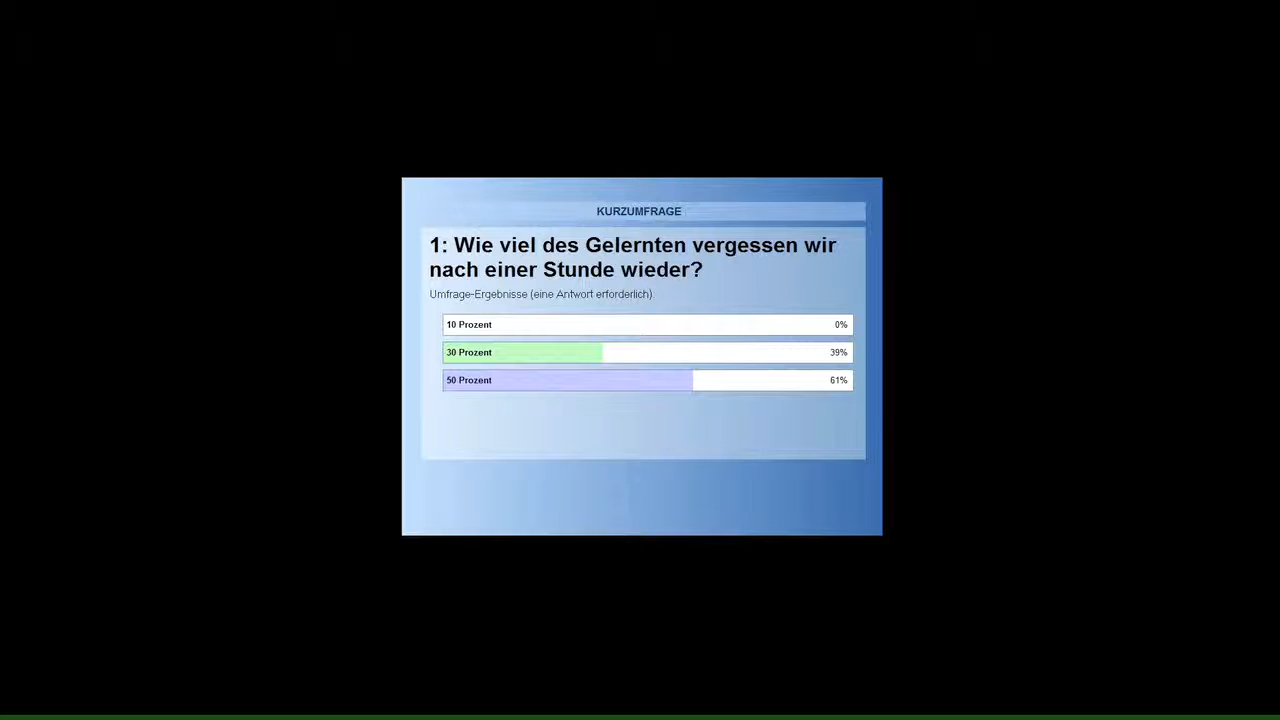 KURZUMFRAGE
1: Wie viel des Gelernten vergessen wir
nach einer Stunde wieder?
Umfrage-Ergebnisse (eine Antwort erforderlich).
10 Prozent 0%
30 Prozent 39%
50 Prozent 61%